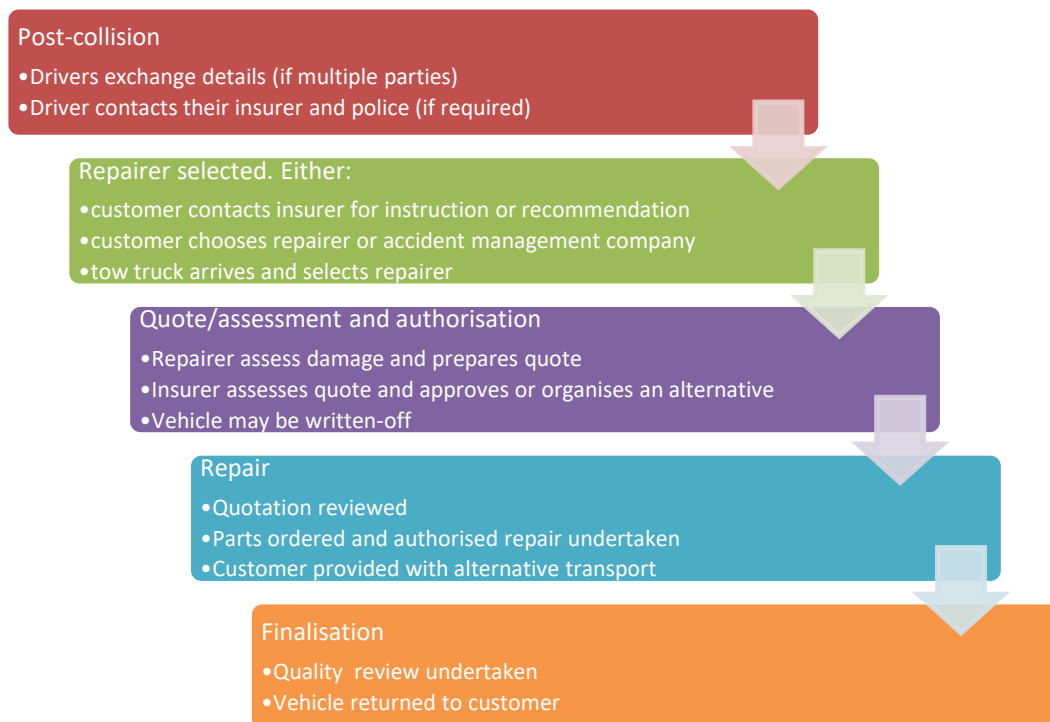 Post-collision
•Drivers exchange details (if multiple parties)
•Driver contacts their insurer and police (if required)
Repairer selected. Either:
•customer contacts insurer for instruction or recommendation
•customer chooses repairer or accident management company
•tow truck arrives and selects repairer
Quote/assessment and authorisation
•Repairer assess damage and prepares quote
•Insurer assesses quote and approves or organises an alternative
•Vehicle may be written-off
Repair
•Quotation reviewed
•Parts ordered and authorised repair undertaken
•Customer provided with alternative transport
Finalisation
•Quality  review undertaken
•Vehicle returned to customer